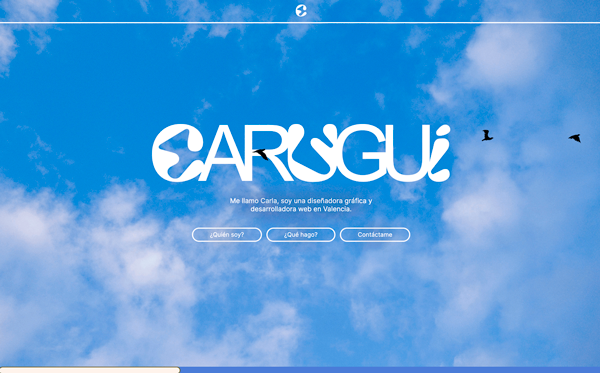 CARUGUi
Me llamo Carla, soy una diseñadora gráfica y
desarrolladora web en Valencia.
¿Quién soy?
¿Qué hago?
Contáctame